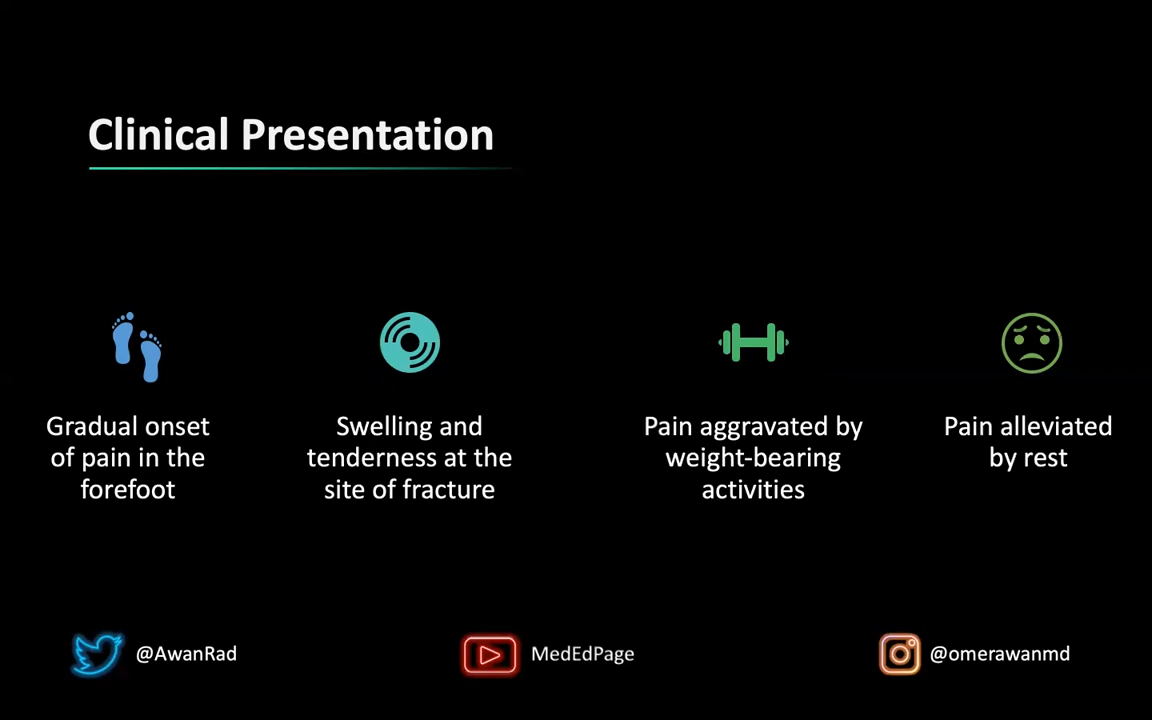 Clinical Presentation
Gradual onset
of pain in the
forefoot
Swelling and
tenderness at the
site of fracture
Pain aggravated by
weight-bearing
activities
Pain alleviated
by rest
@AwanRad
MedEdPage
@omerawanmd